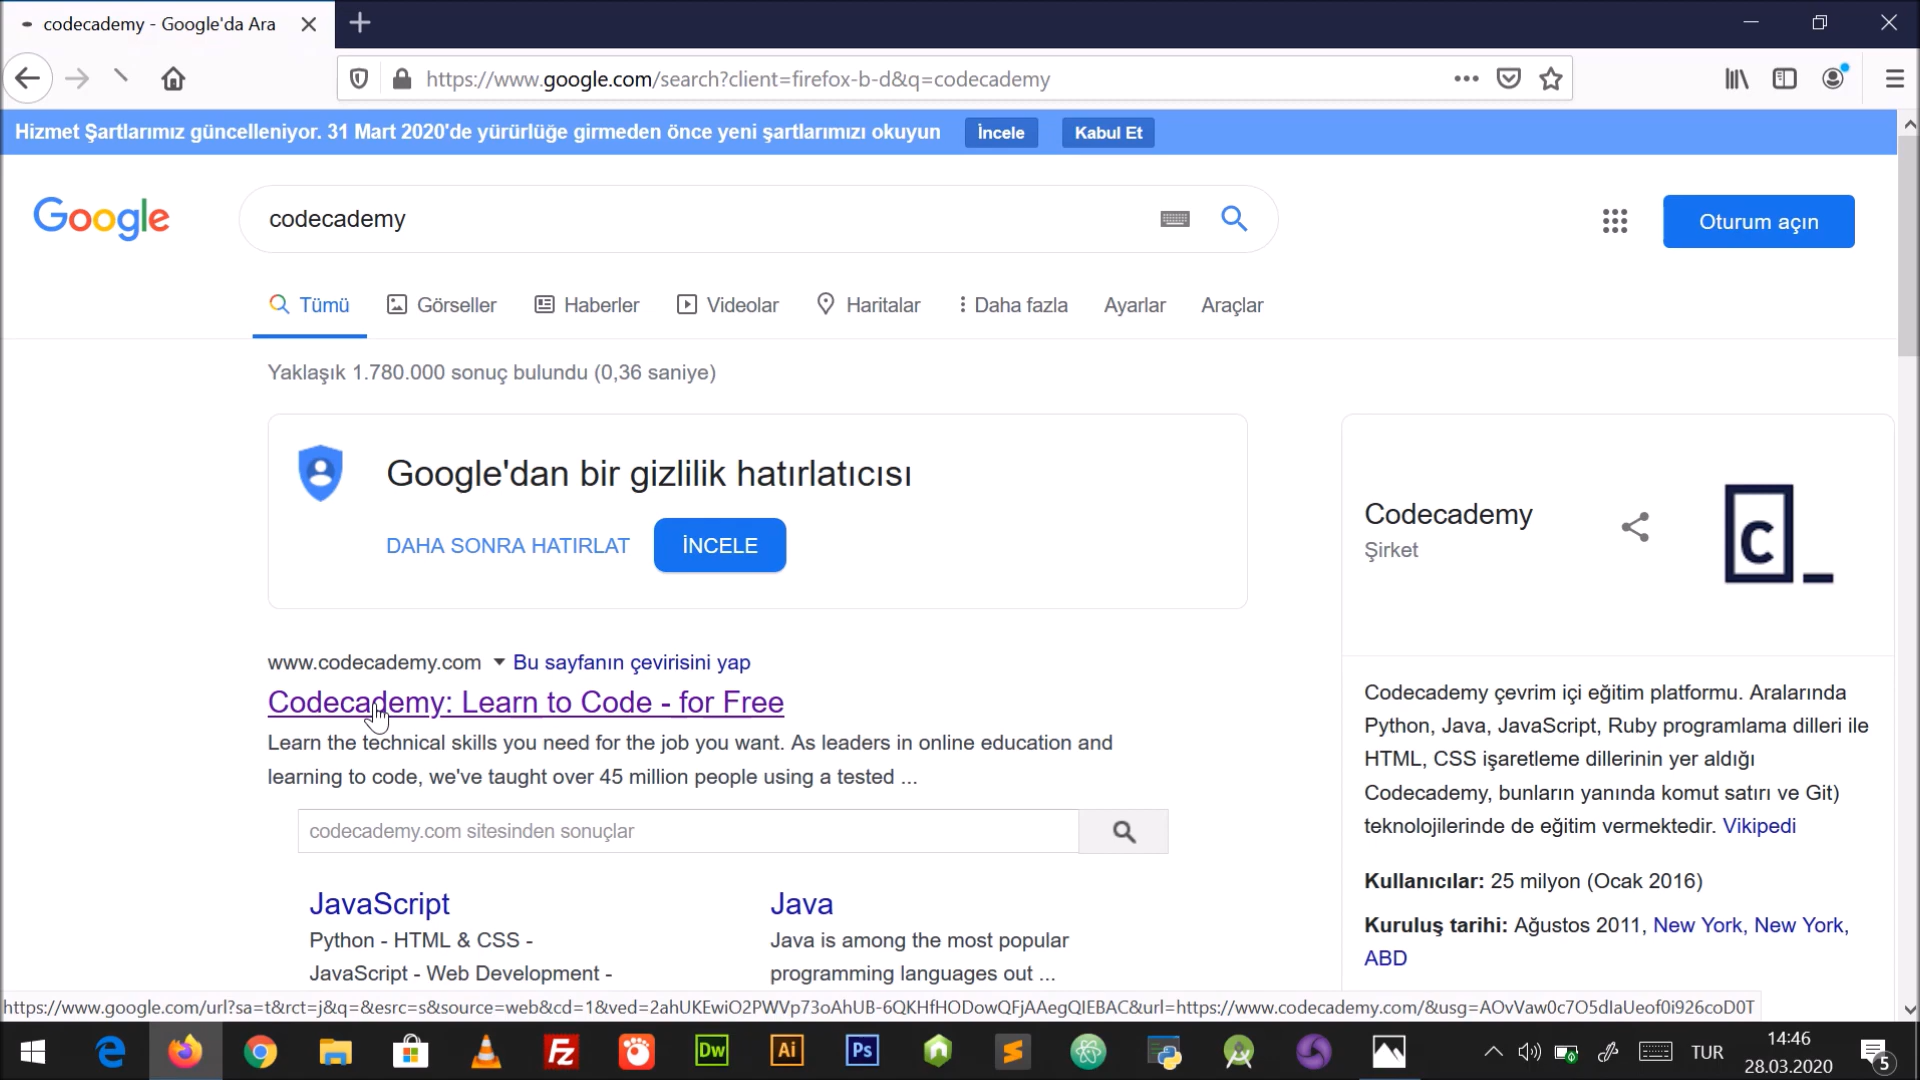 codecademy - Google'da Ara
https://www.google.com/search?client=firefox-b-d&q=codecademy
Hizmet Şartlarımız güncelleniyor. 31 Mart 2020'de yürürlüğe girmeden önce yeni şartlarımızı okuyun
İncele
Kabul Et
Google
codecademy
Oturum açın
Tümü
Görseller
Haberler
Videolar
Haritalar
Daha fazla
Ayarlar
Araçlar
Yaklaşık 1.780.000 sonuç bulundu (0,36 saniye)
Google'dan bir gizlilik hatırlatıcısı
DAHA SONRA HATIRLAT
İNCELE
www.codecademy.com
Bu sayfanın çevirisini yap
Codecademy: Learn to Code - for Free
Learn the technical skills you need for the job you want. As leaders in online education and
learning to code, we've taught over 45 million people using a tested ...
codecademy.com sitesinden sonuçlar
JavaScript
Python - HTML & CSS -
JavaScript - Web Development -
Java
Java is among the most popular
programming languages out ...
Codecademy
Şirket
C_
Codecademy çevrim içi eğitim platformu. Aralarında
Python, Java, JavaScript, Ruby programlama dilleri ile
HTML, CSS işaretleme dillerinin yer aldığı
Codecademy, bunların yanında komut satırı ve Git)
teknolojilerinde de eğitim vermektedir. Vikipedi
Kullanıcılar: 25 milyon (Ocak 2016)
Kuruluş tarihi: Ağustos 2011, New York, New York,
ABD
https://www.google.com/url?sa=t&rct=j&q=&esrc=s&source=web&cd=1&ved=2ahUKEwiO2PWVp73oAhUB-6QKHfHODowQFjAAegQIEBAC&url=https://www.codecademy.com/&usg=AOvVaw0c7O5dIaUeof0i926coD0T
Fz
Dw
Ai
Ps
TUR
14:46
28.03.2020
5